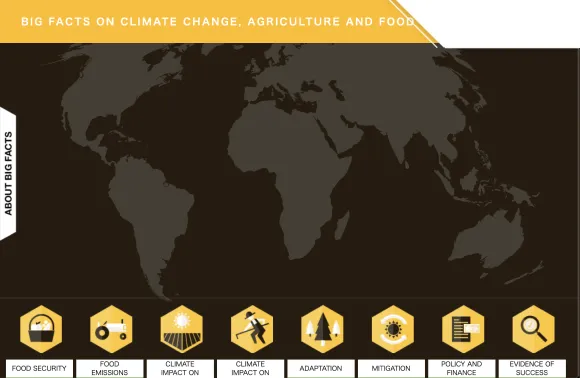 BIG FACTS ON CLIMATE CHANGE, AGRICULTURE AND FOOD
ABOUT BIG FACTS
FOOD SECURITY
FOOD
EMISSIONS
CLIMATE
IMPACT ON
CLIMATE
IMPACT ON
ADAPTATION
MITIGATION
POLICY AND
FINANCE
EVIDENCE OF
SUCCESS